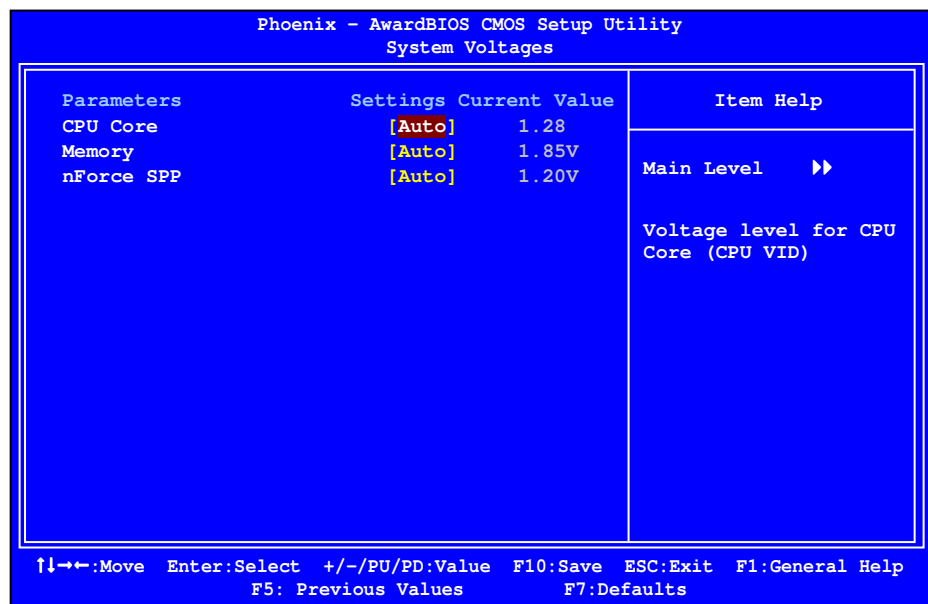 Phoenix – AwardBIOS CMOS Setup Utility
System Voltages
Parameters Settings Current Value
CPU Core [Auto] 1.28
Memory [Auto] 1.85V
nForce SPP [Auto] 1.20V
Item Help
Main Level ▶▶
Voltage level for CPU
Core (CPU VID)
↑↓→←:Move Enter:Select +/-/PU/PD:Value F10:Save ESC:Exit F1:General Help
F5: Previous Values F7:Defaults